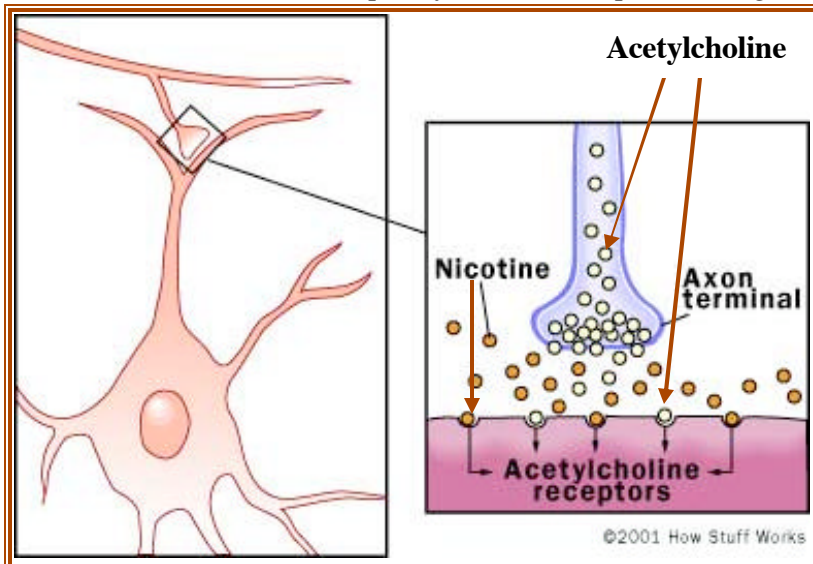 Acetylcholine
Nicotine
Axon
terminal
Acetylcholine
receptors
©2001 How Stuff Works